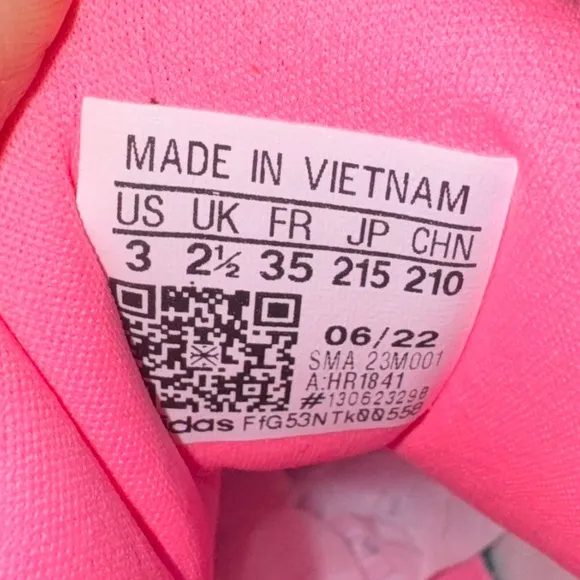 MADE IN VIETNAM
US UK FR JP CHN
3 2½ 35 215 210
06/22
SMA 23M001
A:HR1841
#130623298
FfG53NTk00558